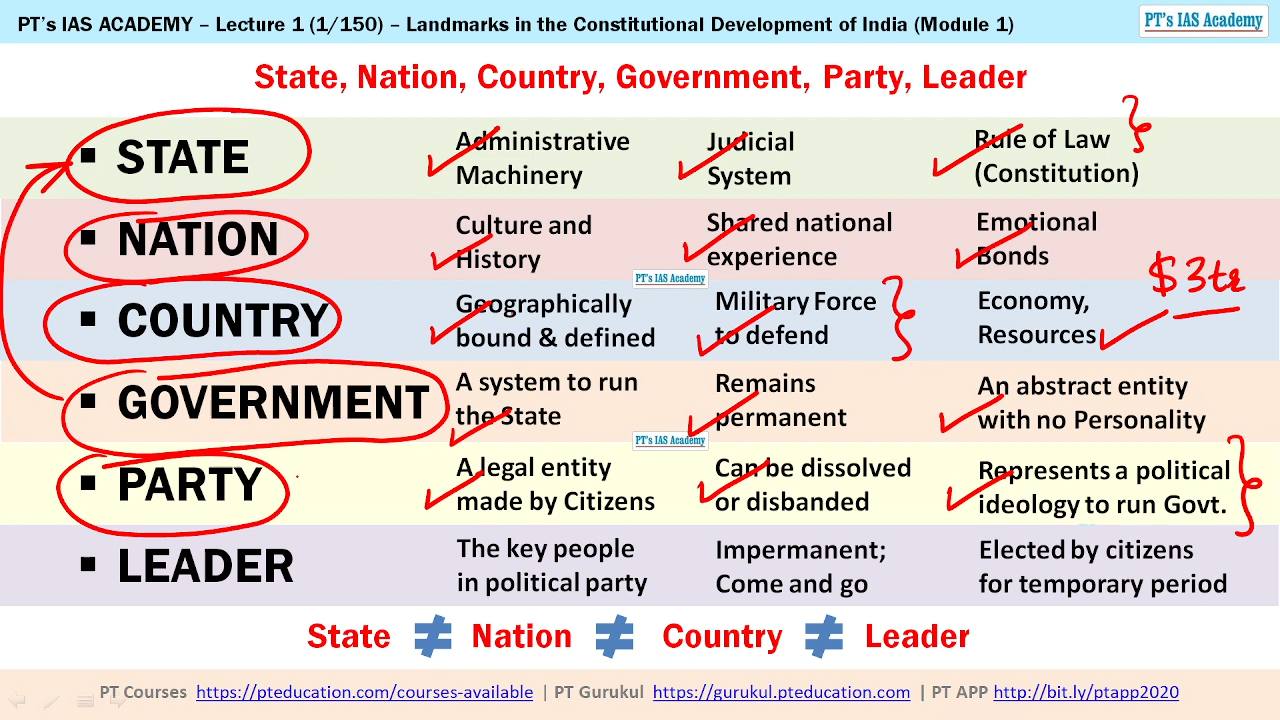 PT's IAS ACADEMY – Lecture 1 (1/150) – Landmarks in the Constitutional Development of India (Module 1)
PT's IAS Academy
State, Nation, Country, Government, Party, Leader
▪ STATE
Administrative
Machinery
Judicial
System
Rule of Law
(Constitution)
▪ NATION
Culture and
History
Shared national
experience
Emotional
Bonds
PT's IAS Academy
$3tr
▪ COUNTRY
Geographically
bound & defined
Military Force
to defend
Economy,
Resources
▪ GOVERNMENT
A system to run
the State
Remains
permanent
An abstract entity
with no Personality
PT's IAS Academy
▪ PARTY
A legal entity
made by Citizens
Can be dissolved
or disbanded
Represents a political
ideology to run Govt.
▪ LEADER
The key people
in political party
Impermanent;
Come and go
Elected by citizens
for temporary period
State ≠ Nation ≠ Country ≠ Leader
PT Courses https://pteducation.com/courses-available | PT Gurukul https://gurukul.pteducation.com | PT APP http://bit.ly/ptapp2020